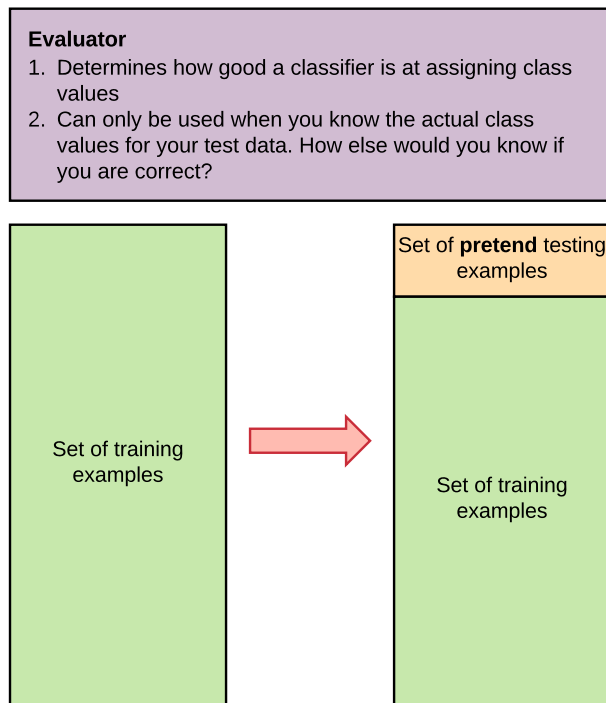 Evaluator
1. Determines how good a classifier is at assigning class
values
2. Can only be used when you know the actual class
values for your test data. How else would you know if
you are correct?
Set of pretend testing
examples
Set of training
examples
Set of training
examples